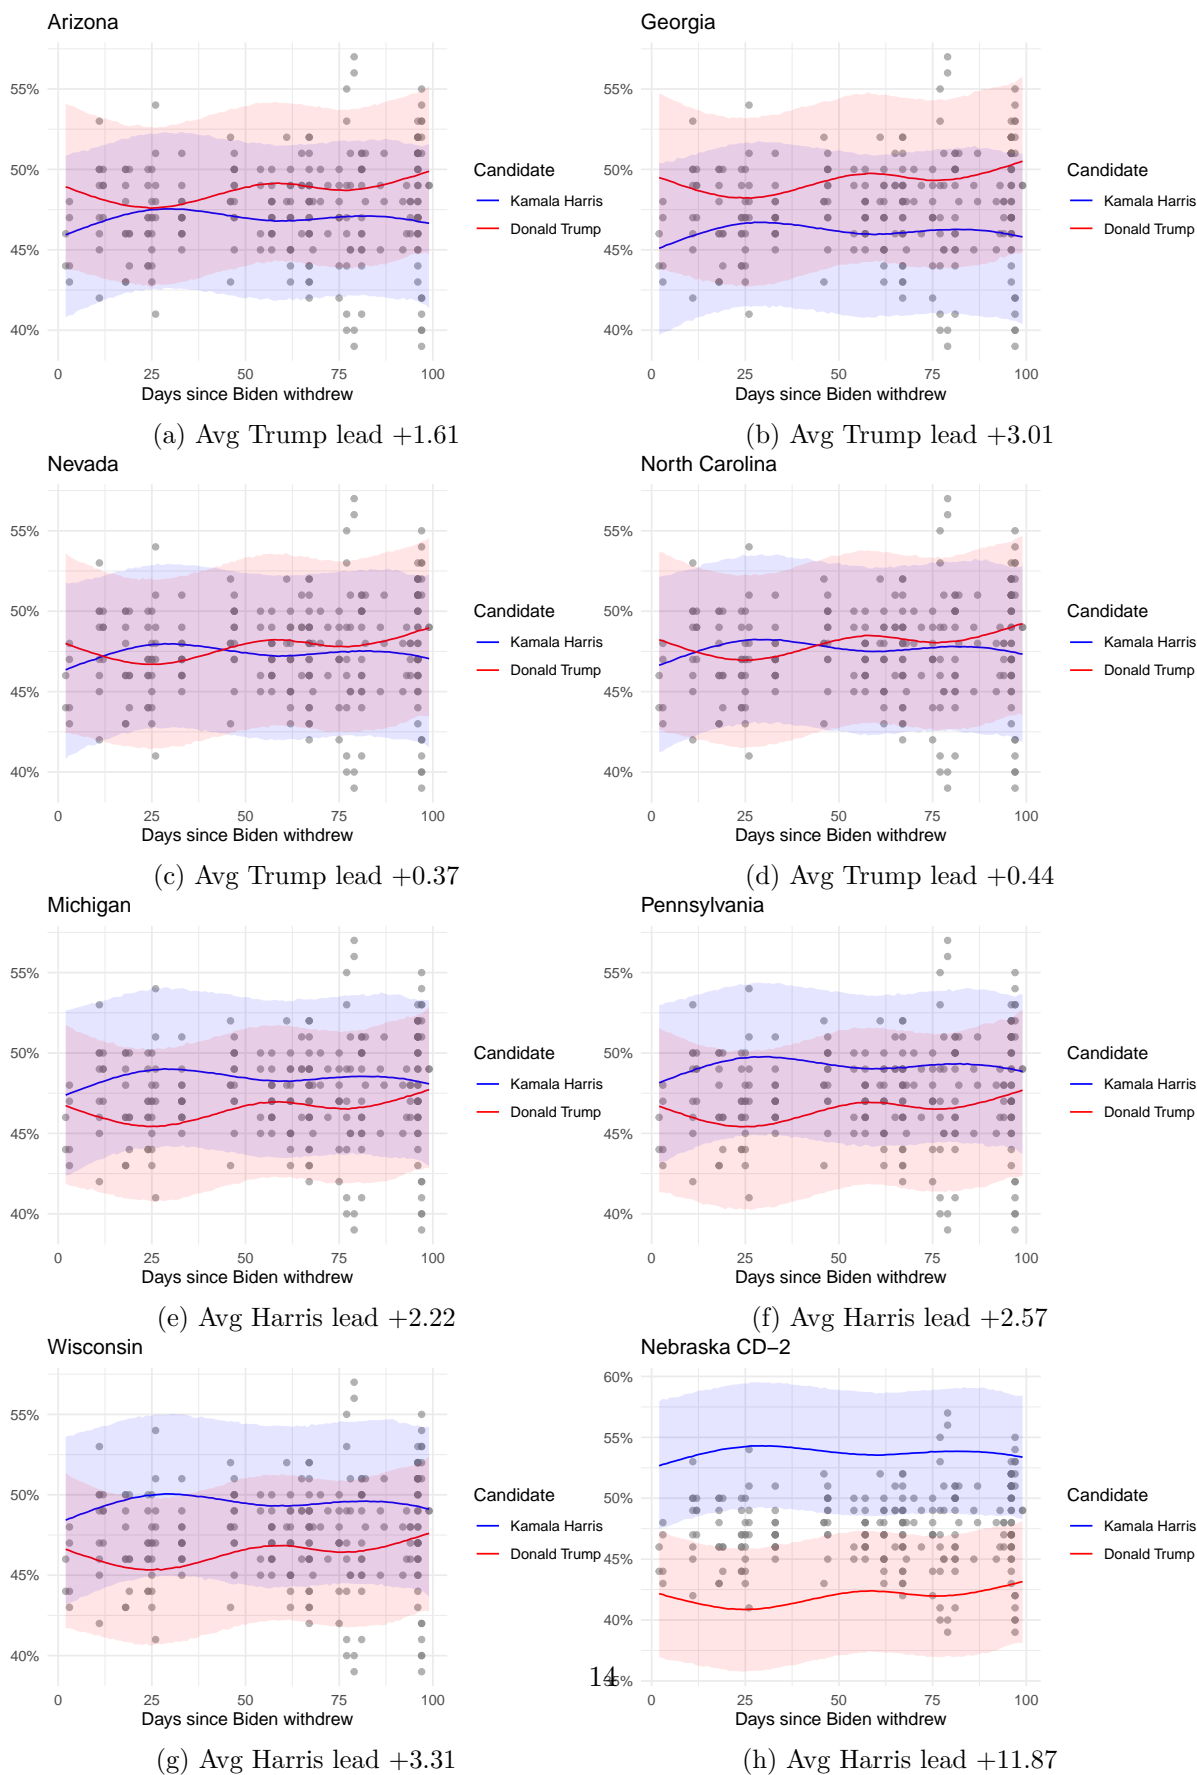 Arizona
55%
50%
45%
40%
0 25 50 75 100
Days since Biden withdrew
Candidate
Kamala Harris
Donald Trump
(a) Avg Trump lead +1.61
Georgia
55%
50%
45%
40%
0 25 50 75 100
Days since Biden withdrew
Candidate
Kamala Harris
Donald Trump
(b) Avg Trump lead +3.01
Nevada
55%
50%
45%
40%
0 25 50 75 100
Days since Biden withdrew
Candidate
Kamala Harris
Donald Trump
(c) Avg Trump lead +0.37
North Carolina
55%
50%
45%
40%
0 25 50 75 100
Days since Biden withdrew
Candidate
Kamala Harris
Donald Trump
(d) Avg Trump lead +0.44
Michigan
55%
50%
45%
40%
0 25 50 75 100
Days since Biden withdrew
Candidate
Kamala Harris
Donald Trump
(e) Avg Harris lead +2.22
Pennsylvania
55%
50%
45%
40%
0 25 50 75 100
Days since Biden withdrew
Candidate
Kamala Harris
Donald Trump
(f) Avg Harris lead +2.57
Wisconsin
55%
50%
45%
40%
0 25 50 75 100
Days since Biden withdrew
Candidate
Kamala Harris
Donald Trump
(g) Avg Harris lead +3.31
Nebraska CD−2
60%
55%
50%
45%
40%
35%
0 25 50 75 100
Days since Biden withdrew
Candidate
Kamala Harris
Donald Trump
(h) Avg Harris lead +11.87
14